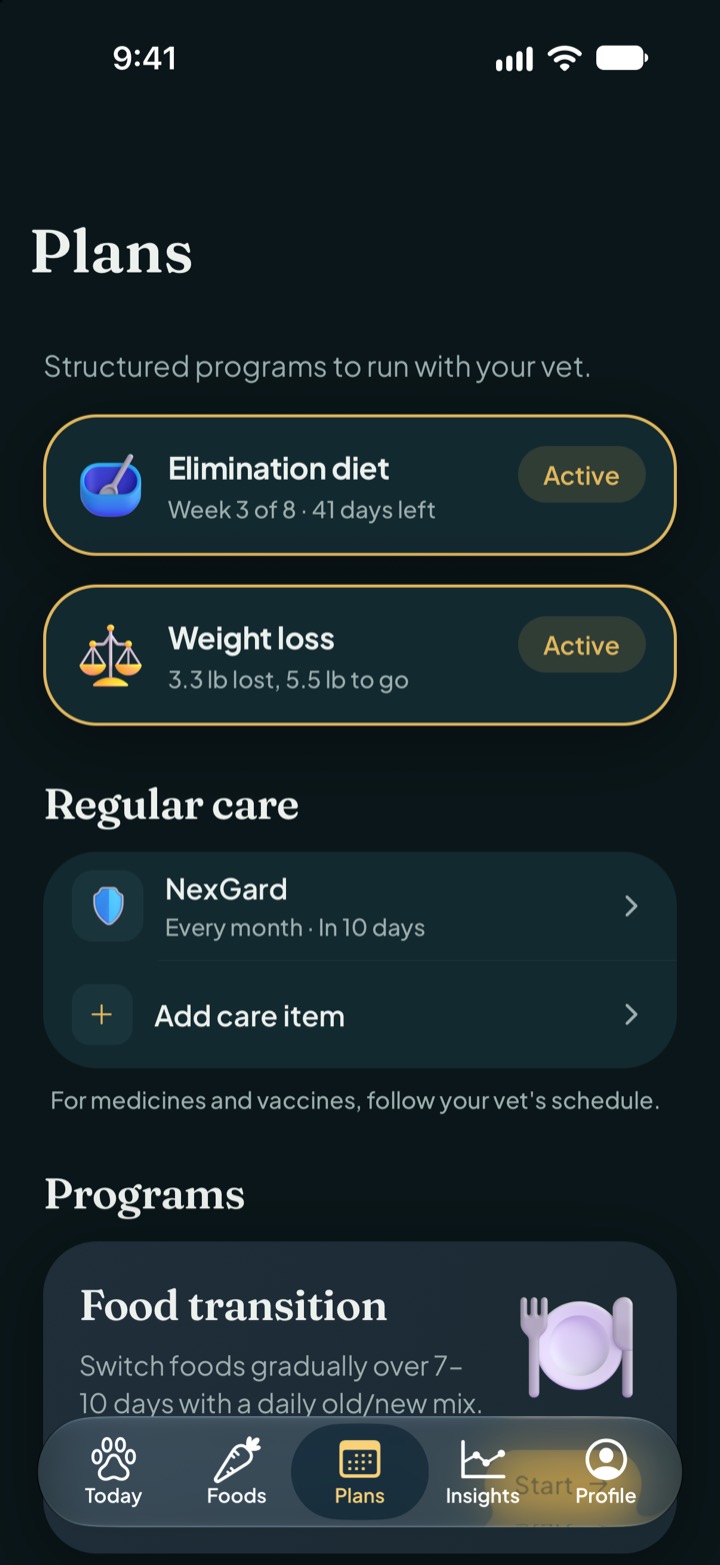 9:41
Plans
Structured programs to run with your vet.
Elimination diet
Active
Week 3 of 8 · 41 days left
Weight loss
Active
3.3 lb lost, 5.5 lb to go
Regular care
NexGard
Every month · In 10 days
Add care item
For medicines and vaccines, follow your vet's schedule.
Programs
Food transition
Switch foods gradually over 7–
10 days with a daily old/new mix.
Start →
Today
Foods
Plans
Insights
Profile